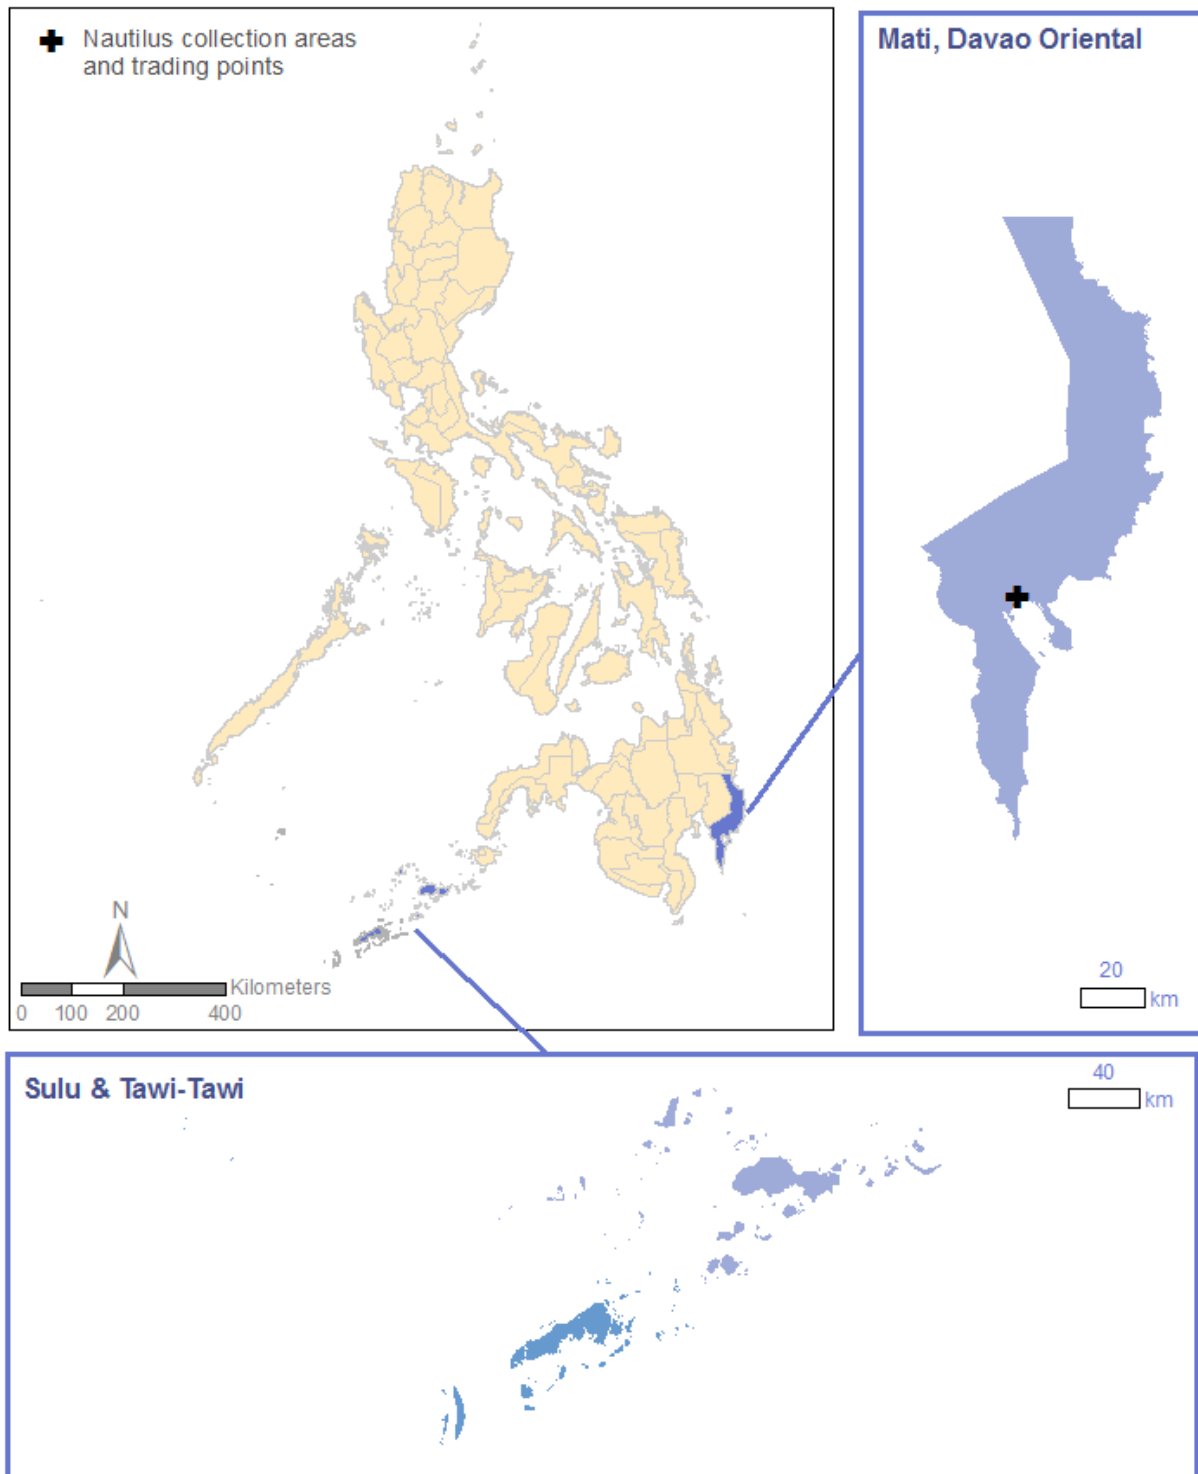 Nautilus collection areas
and trading points
Mati, Davao Oriental
N
Kilometers
0 100 200 400
20
km
Sulu & Tawi-Tawi
40
km